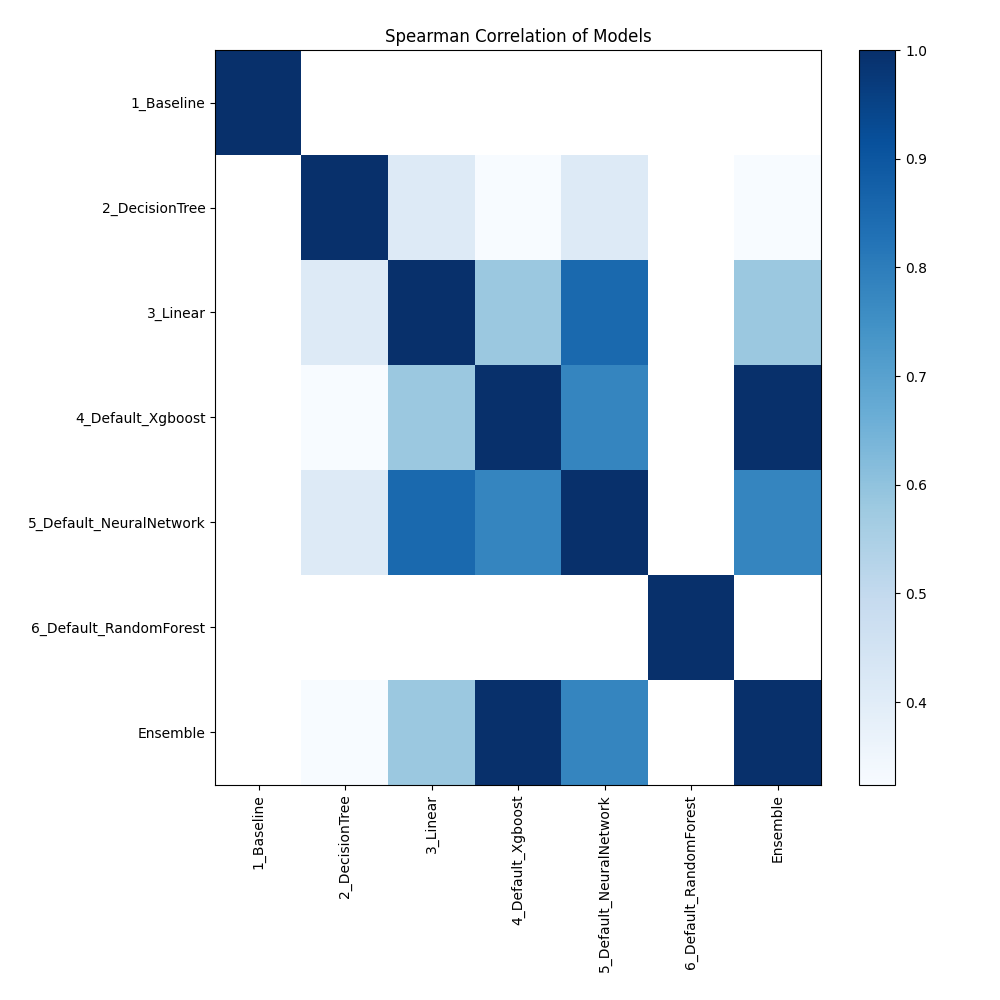 Spearman Correlation of Models
1_Baseline
2_DecisionTree
3_Linear
4_Default_Xgboost
5_Default_NeuralNetwork
6_Default_RandomForest
Ensemble
1_Baseline
2_DecisionTree
3_Linear
4_Default_Xgboost
5_Default_NeuralNetwork
6_Default_RandomForest
Ensemble
1.0
0.9
0.8
0.7
0.6
0.5
0.4